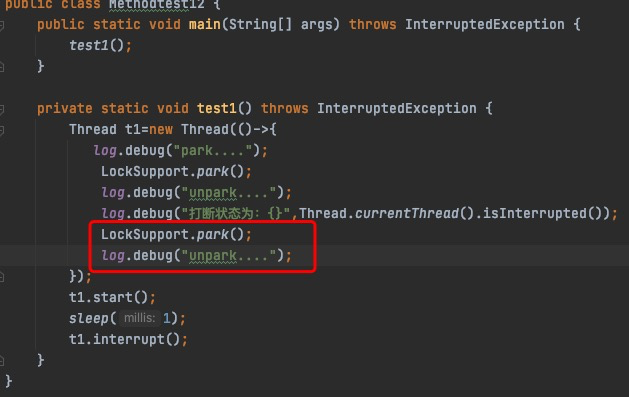 public class Methodtest12 {
public static void main(String[] args) throws InterruptedException {
test1();
}
private static void test1() throws InterruptedException {
Thread t1=new Thread(()->{
log.debug("park....");
LockSupport.park();
log.debug("unpark....");
log.debug("打断状态为：{}",Thread.currentThread().isInterrupted());
LockSupport.park();
log.debug("unpark....");
});
t1.start();
sleep( millis: 1);
t1.interrupt();
}
}